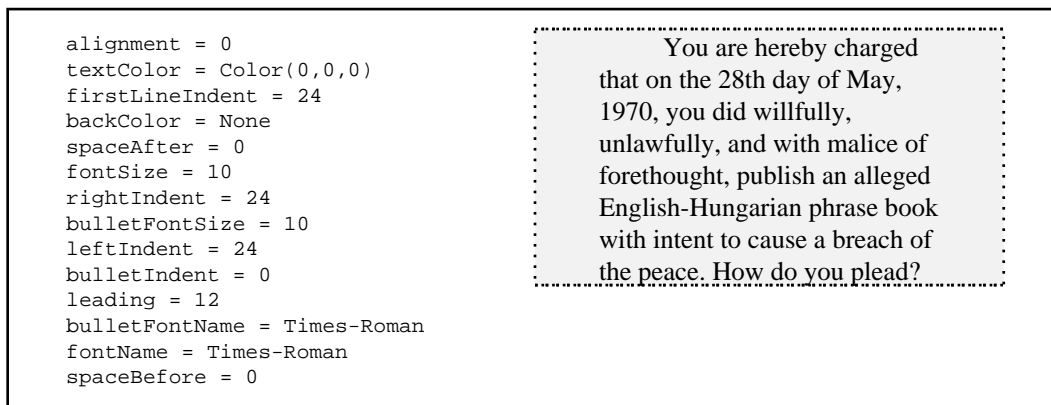 alignment = 0
textColor = Color(0,0,0)
firstLineIndent = 24
backColor = None
spaceAfter = 0
fontSize = 10
rightIndent = 24
bulletFontSize = 10
leftIndent = 24
bulletIndent = 0
leading = 12
bulletFontName = Times-Roman
fontName = Times-Roman
spaceBefore = 0
You are hereby charged
that on the 28th day of May,
1970, you did willfully,
unlawfully, and with malice of
forethought, publish an alleged
English-Hungarian phrase book
with intent to cause a breach of
the peace. How do you plead?